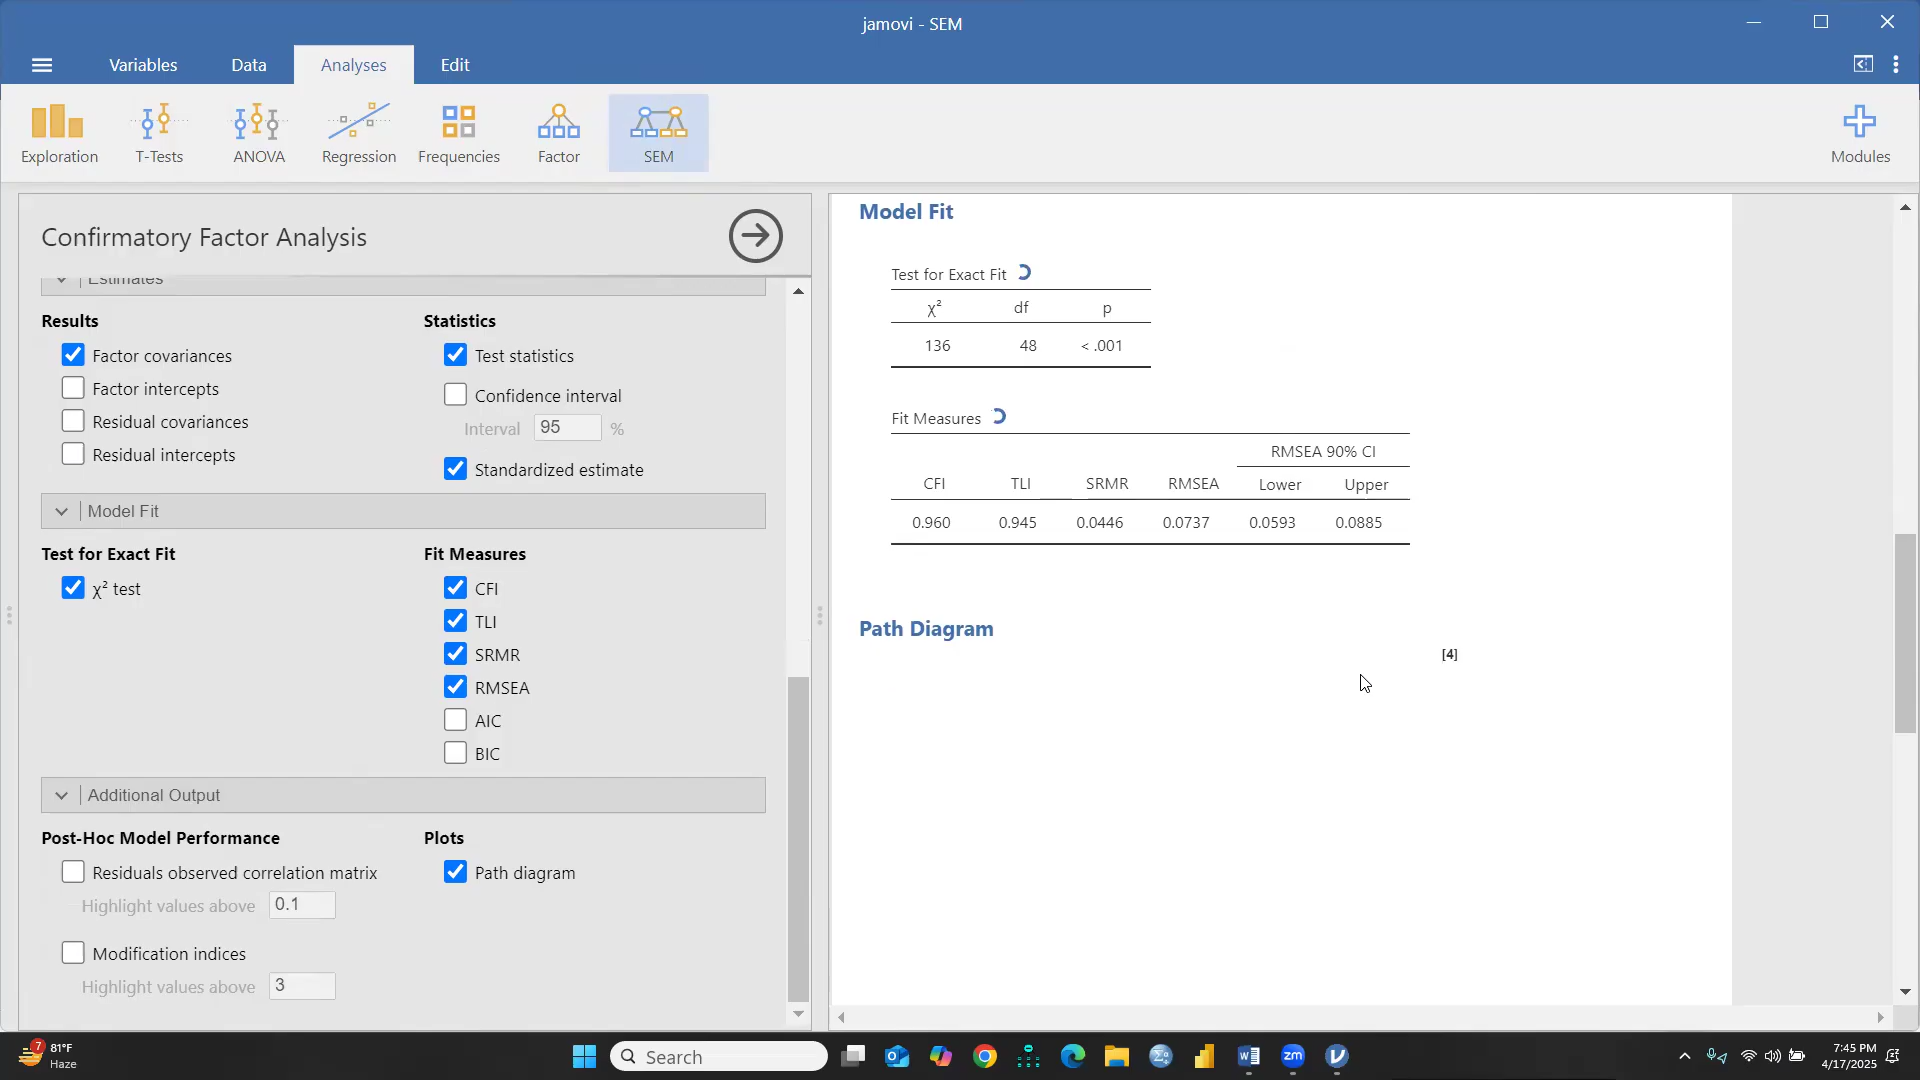 jamovi - SEM
Variables
Data
Analyses
Edit
Exploration
T-Tests
ANOVA
Regression
Frequencies
Factor
SEM
Modules
Confirmatory Factor Analysis
Estimates
Results
Statistics
Factor covariances
Test statistics
Factor intercepts
Confidence interval
Residual covariances
Interval 95 %
Residual intercepts
Standardized estimate
Model Fit
Test for Exact Fit
Fit Measures
χ² test
CFI
TLI
SRMR
RMSEA
AIC
BIC
Additional Output
Post-Hoc Model Performance
Plots
Residuals observed correlation matrix
Path diagram
Highlight values above 0.1
Modification indices
Highlight values above 3
Model Fit
Test for Exact Fit
χ² df p
136 48 < .001
Fit Measures
RMSEA 90% CI
CFI TLI SRMR RMSEA Lower Upper
0.960 0.945 0.0446 0.0737 0.0593 0.0885
Path Diagram
[4]
7
81°F
Haze
Search
zm
7:45 PM
4/17/2025